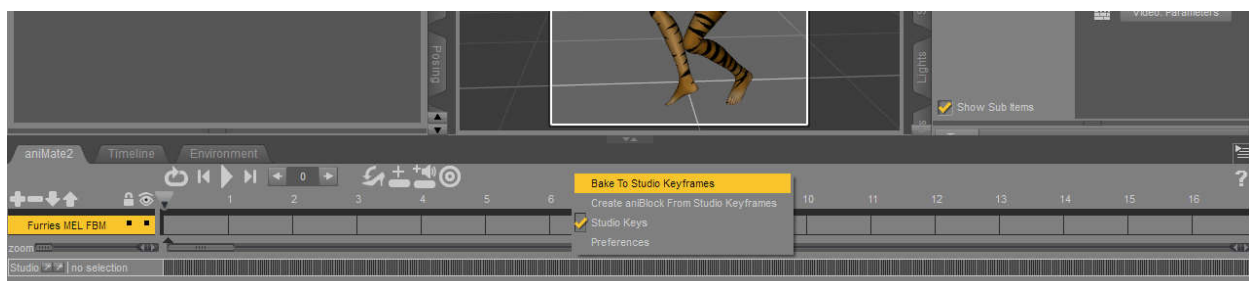 Video: Parameters
Posing
Lights
Show Sub Items
aniMate2 Timeline Environment
0
1 2 3 4 5 6 10 11 12 13 14 15 16
?
Bake To Studio Keyframes
Create aniBlock From Studio Keyframes
Studio Keys
Preferences
Furries MEL FBM
zoom
Studio | no selection